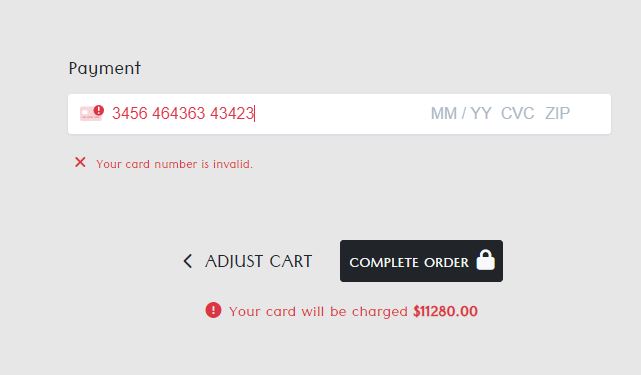 Payment
3456 464363 43423 MM / YY CVC ZIP
Your card number is invalid.
ADJUST CART COMPLETE ORDER
Your card will be charged $11280.00